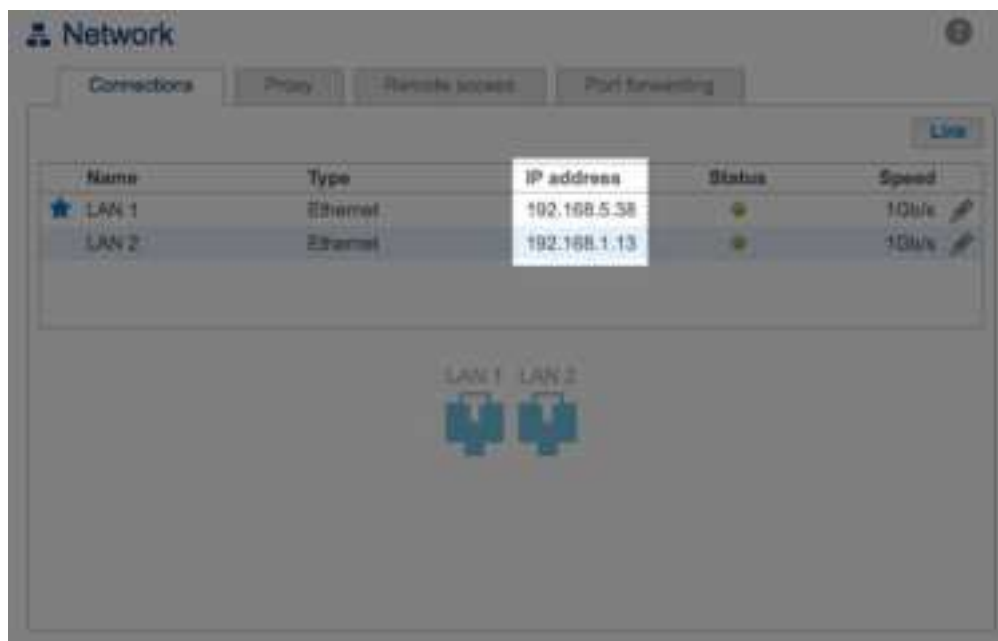 Network
Connections Proxy Remote access Port forwarding
Link
Name Type IP address Status Speed
LAN 1 Ethernet 192.168.5.38 1Gb/s
LAN 2 Ethernet 192.168.1.13 1Gb/s
LAN 1 LAN 2